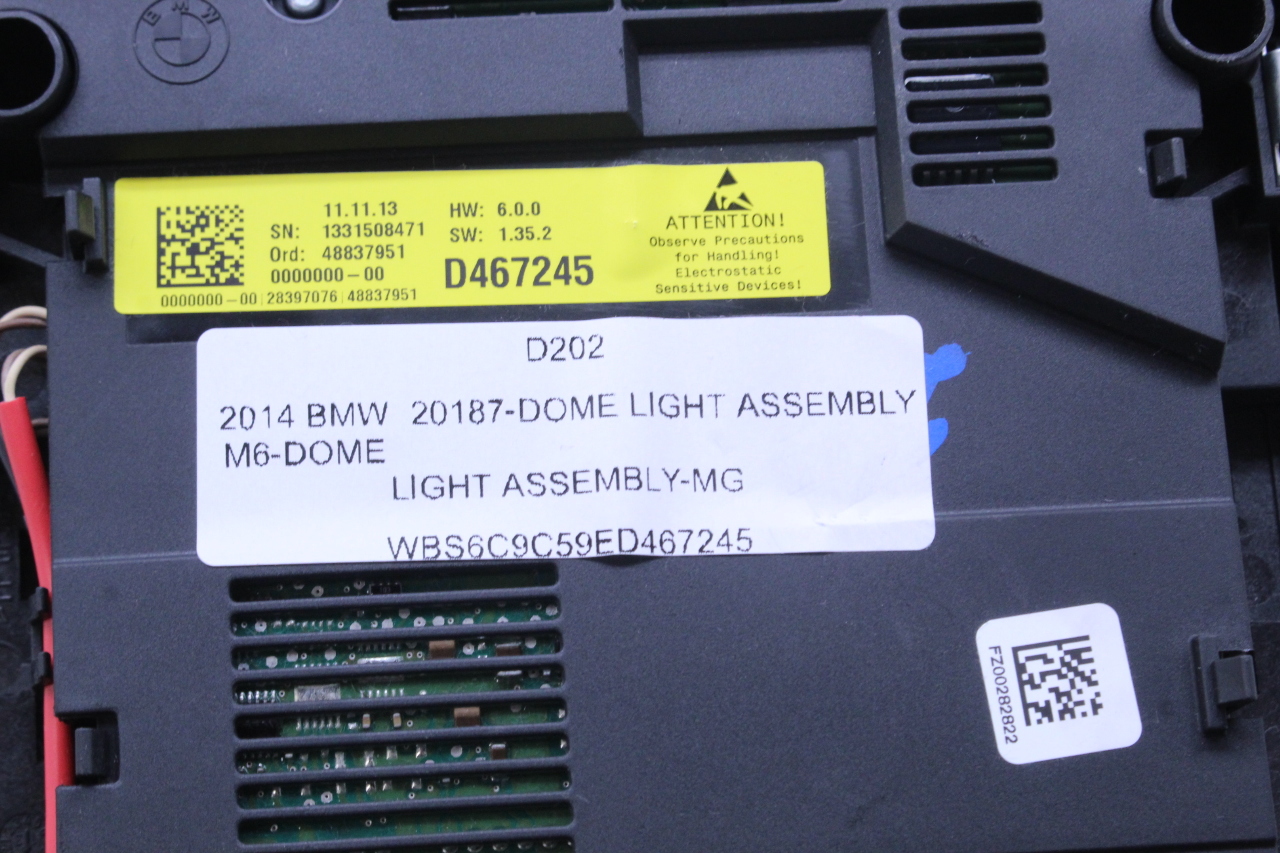 BMW
11.11.13
SN: 1331508471
Ord: 48837951
0000000-00
0000000-00|28397076|48837951
HW: 6.0.0
SW: 1.35.2
D467245
ATTENTION!
Observe Precautions
for Handling!
Electrostatic
Sensitive Devices!
D202
2014 BMW 20187-DOME LIGHT ASSEMBLY
M6-DOME
LIGHT ASSEMBLY-MG
WBS6C9C59ED467245
FZ00282822